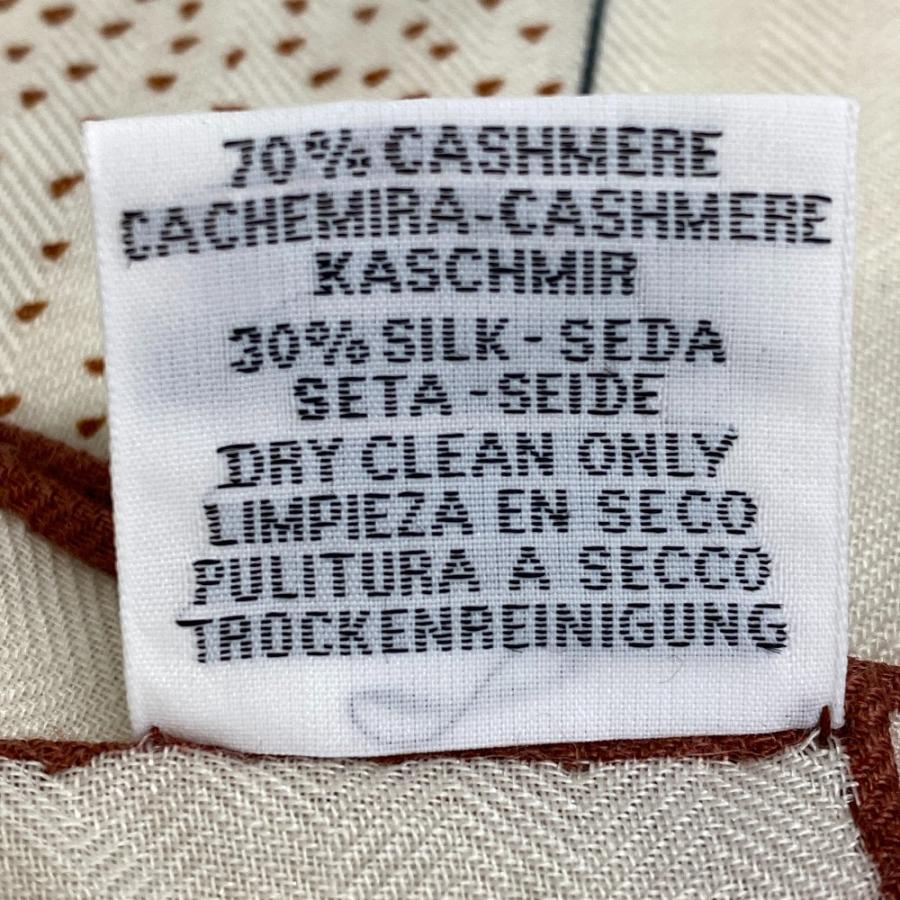 70% CASHMERE
CACHEMIRA-CASHMERE
KASCHMIR
30% SILK - SEDA
SETA - SEIDE
DRY CLEAN ONLY
LIMPIEZA EN SECO
PULITURA A SECCO
TROCKENREINIGUNG